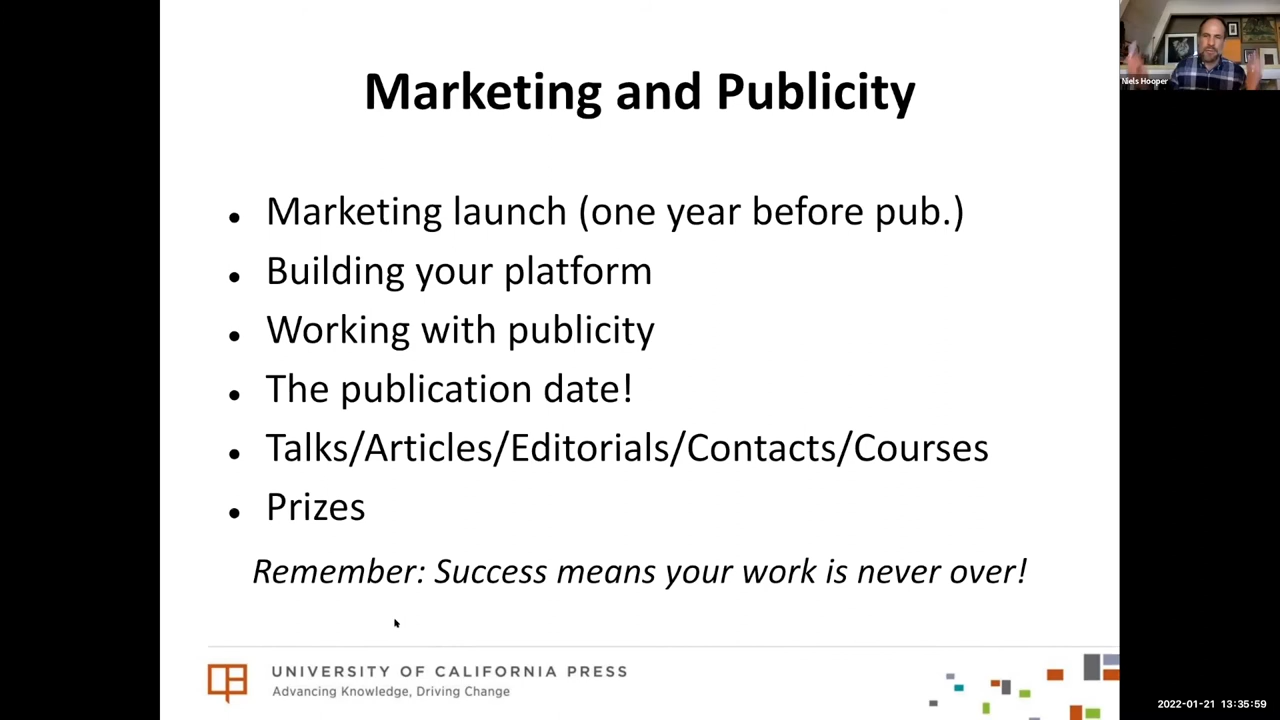 Marketing and Publicity
Niels Hooper
Marketing launch (one year before pub.)
Building your platform
Working with publicity
The publication date!
Talks/Articles/Editorials/Contacts/Courses
Prizes
Remember: Success means your work is never over!
UNIVERSITY OF CALIFORNIA PRESS
Advancing Knowledge, Driving Change
2022-01-21 13:35:59